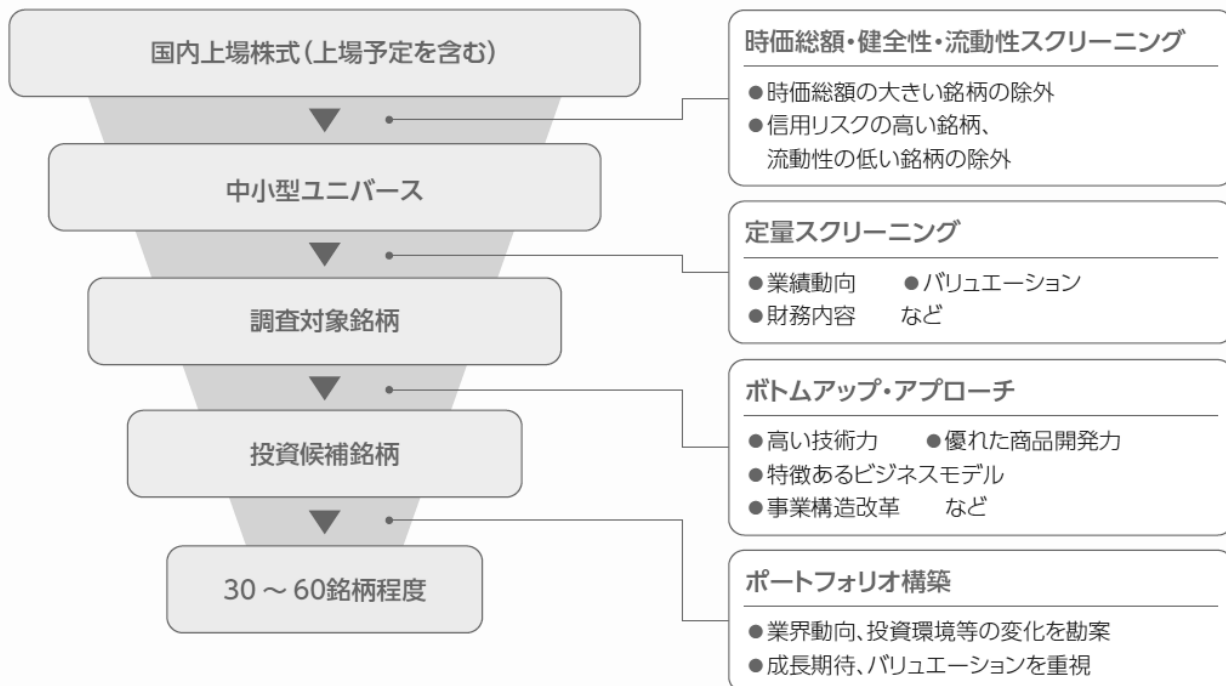 国内上場株式(上場予定を含む)
中小型ユニバース
調査対象銘柄
投資候補銘柄
30 ～ 60銘柄程度
時価総額・健全性・流動性スクリーニング
●時価総額の大きい銘柄の除外
●信用リスクの高い銘柄、
流動性の低い銘柄の除外
定量スクリーニング
●業績動向 ●バリュエーション
●財務内容 など
ボトムアップ・アプローチ
●高い技術力 ●優れた商品開発力
●特徴あるビジネスモデル
●事業構造改革 など
ポートフォリオ構築
●業界動向、投資環境等の変化を勘案
●成長期待、バリュエーションを重視